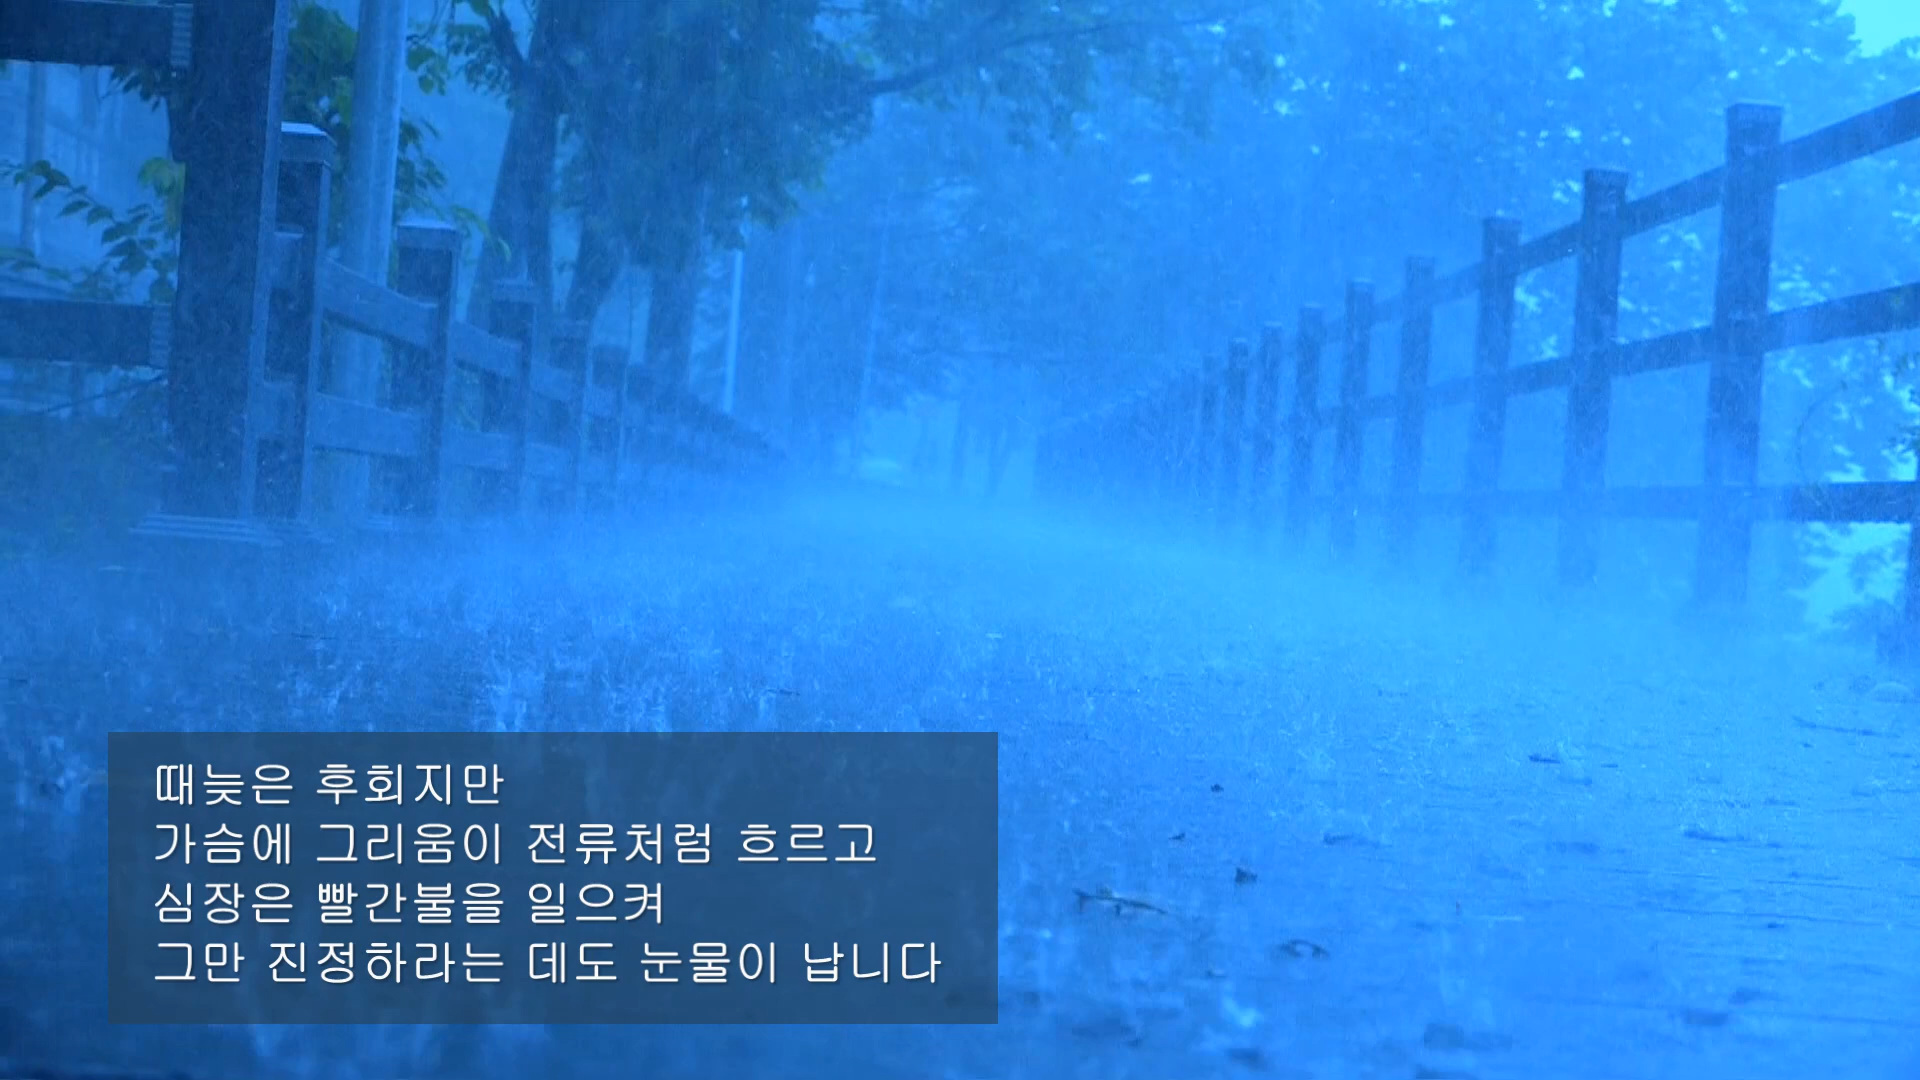 때늦은 후회지만
가슴에 그리움이 전류처럼 흐르고
심장은 빨간불을 일으켜
그만 진정하라는 데도 눈물이 납니다